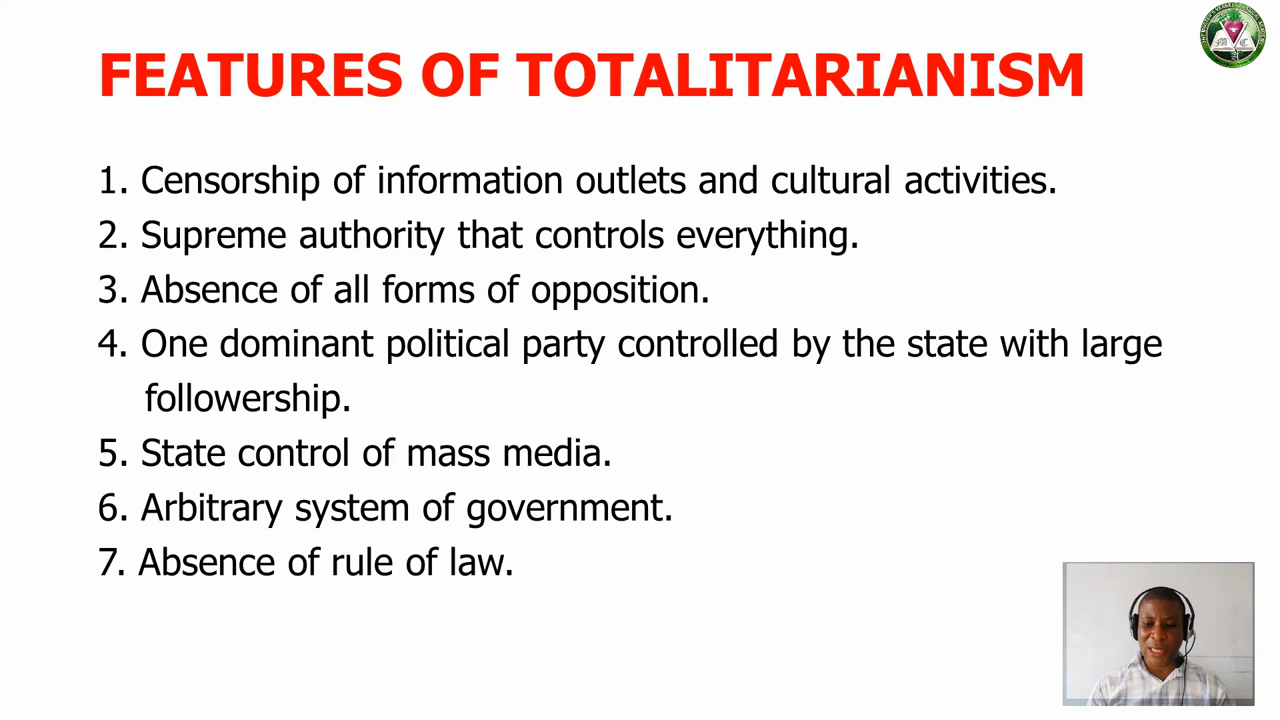 FEATURES OF TOTALITARIANISM
1. Censorship of information outlets and cultural activities.
2. Supreme authority that controls everything.
3. Absence of all forms of opposition.
4. One dominant political party controlled by the state with large
followership.
5. State control of mass media.
6. Arbitrary system of government.
7. Absence of rule of law.